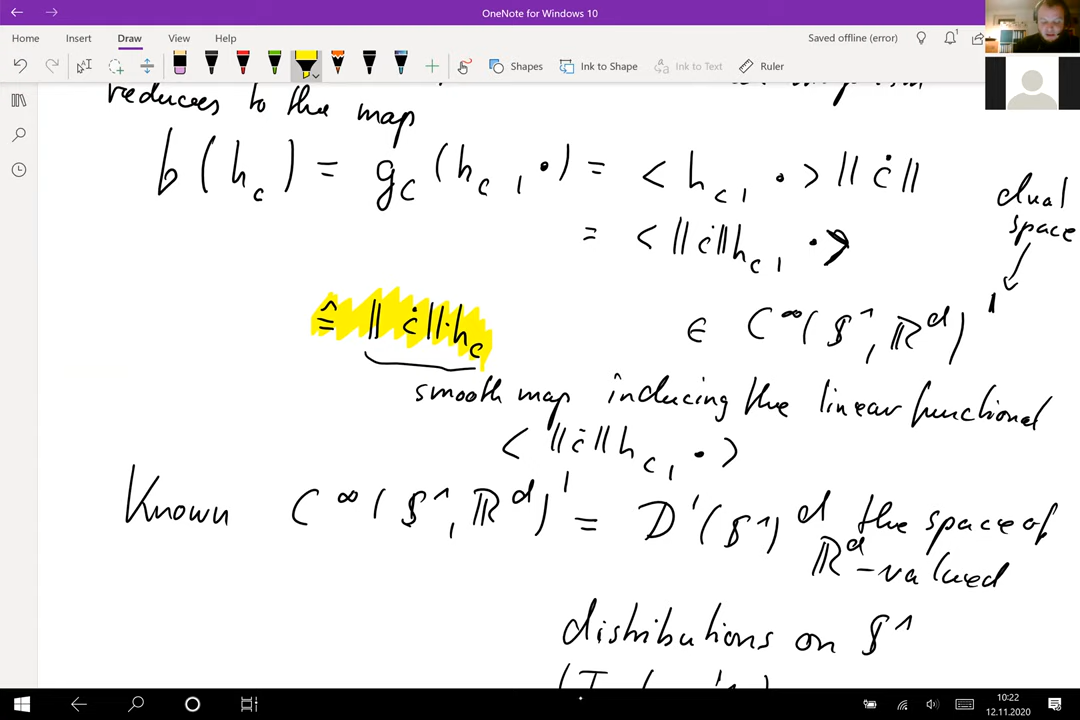 OneNote for Windows 10
Home Insert Draw View Help Saved offline (error)
Shapes Ink to Shape Ink to Text Ruler
reduces to the map
b(h_c) = g_c(h_c, •) = <h_c, •> ||ċ||
= <||ċ||h_c, •>
dual
space
≙ ||ċ||·h_c ∈ C^∞(𝕊^1, ℝ^d)'
smooth map inducing the linear functional
<||ċ||h_c, •>
Known C^∞(𝕊^1, ℝ^d)' = D'(𝕊^1)^d the space of
ℝ^d-valued
distributions on 𝕊^1
10:22
12.11.2020